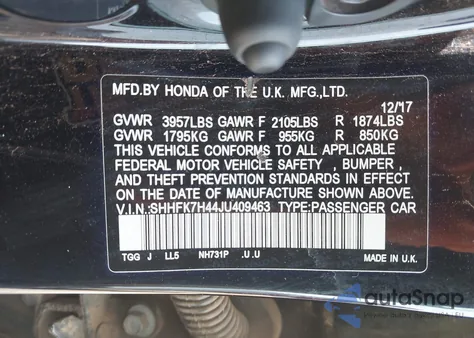 MFD.BY HONDA OF THE U.K. MFG.,LTD.
12/17
GVWR 3957LBS GAWR F 2105LBS R 1874LBS
GVWR 1795KG GAWR F 955KG R 850KG
THIS VEHICLE CONFORMS TO ALL APPLICABLE
FEDERAL MOTOR VEHICLE SAFETY , BUMPER ,
AND THEFT PREVENTION STANDARDS IN EFFECT
ON THE DATE OF MANUFACTURE SHOWN ABOVE.
V.I.N.:SHHFK7H44JU409463 TYPE:PASSENGER CAR
TGG J LL5 NH731P .U.U MADE IN U.K.
autoSnap